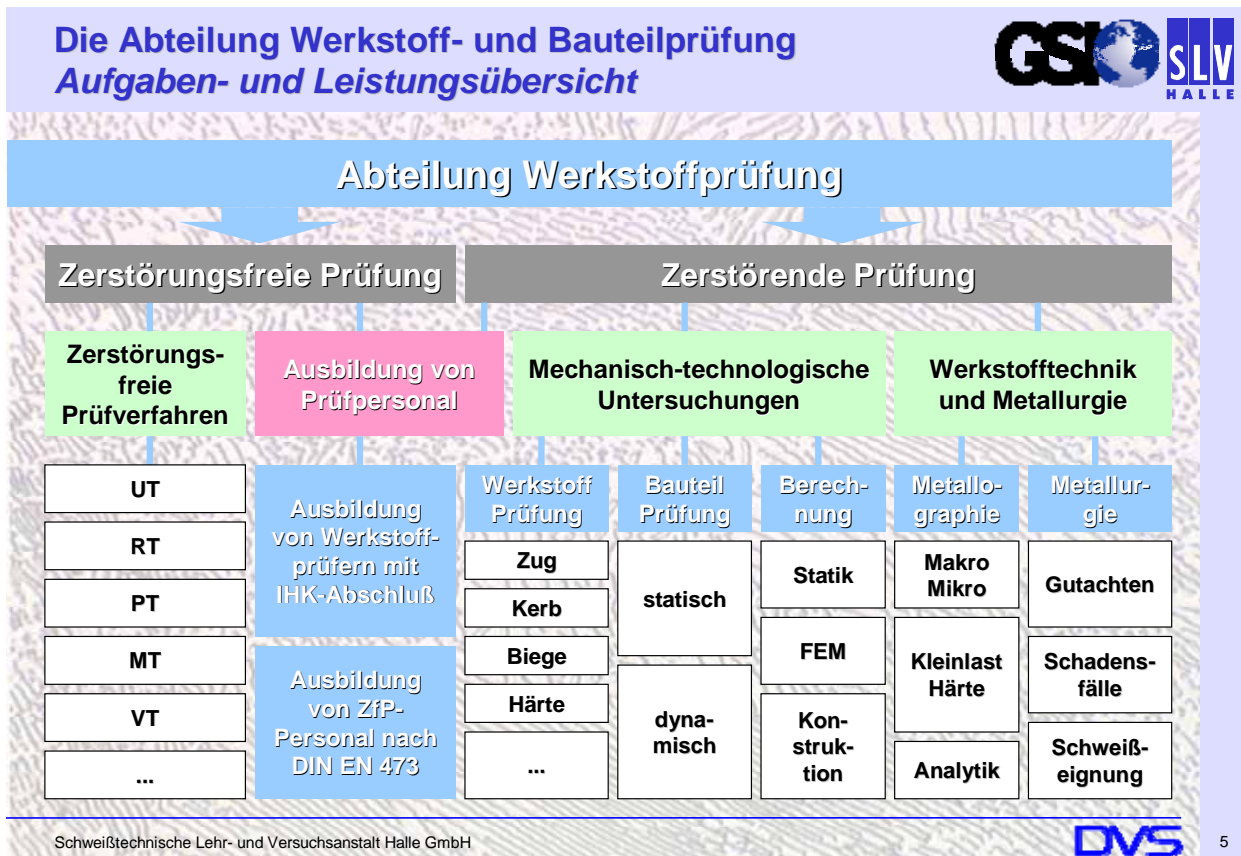 Die Abteilung Werkstoff- und Bauteilprüfung
Aufgaben- und Leistungsübersicht
GSI
SLV
HALLE
Abteilung Werkstoffprüfung
Zerstörungsfreie Prüfung
Zerstörende Prüfung
Zerstörungs-
freie
Prüfverfahren
Ausbildung von
Prüfpersonal
Mechanisch-technologische
Untersuchungen
Werkstofftechnik
und Metallurgie
UT
RT
PT
MT
VT
...
Ausbildung
von Werkstoff-
prüfern mit
IHK-Abschluß
Ausbildung
von ZfP-
Personal nach
DIN EN 473
Werkstoff
Prüfung
Zug
Kerb
Biege
Härte
...
Bauteil
Prüfung
statisch
dyna-
misch
Berech-
nung
Statik
FEM
Kon-
struk-
tion
Metallo-
graphie
Makro
Mikro
Kleinlast
Härte
Analytik
Metallur-
gie
Gutachten
Schadens-
fälle
Schweiß-
eignung
Schweißtechnische Lehr- und Versuchsanstalt Halle GmbH
DVS
5